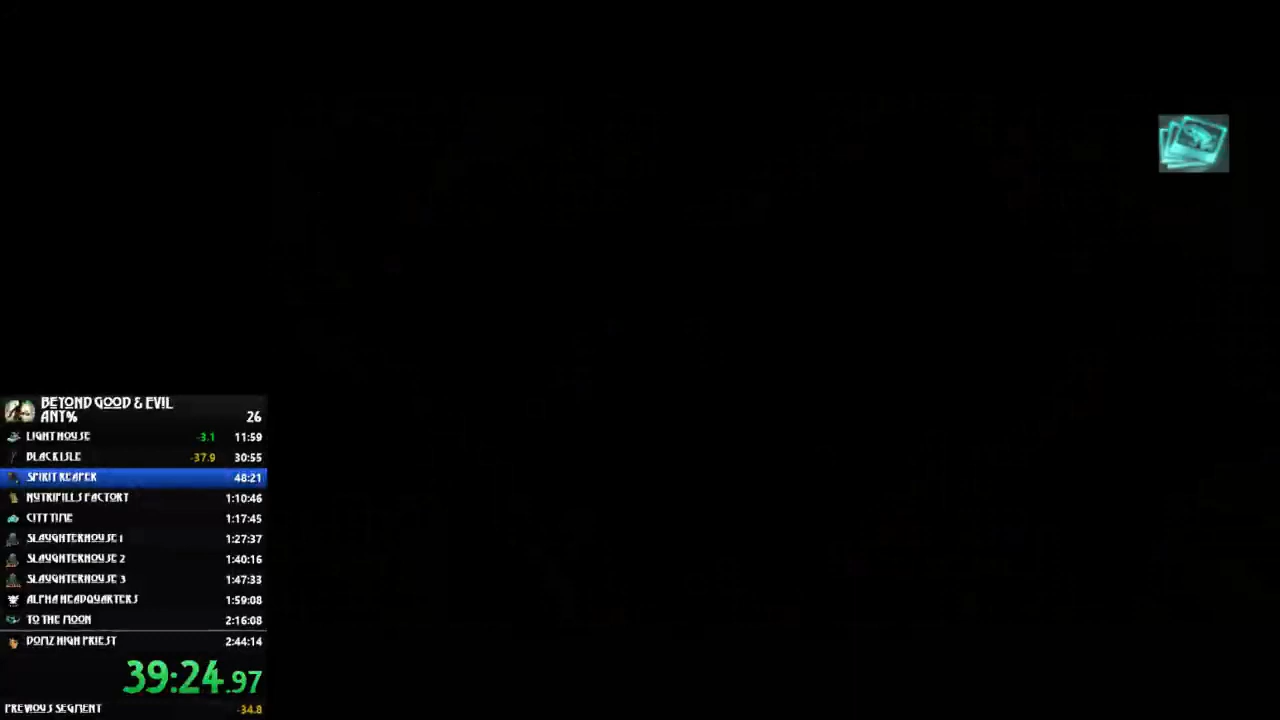 BEYOND GOOD & EVIL
ANY% 26
LIGHTHOUSE -3.1 11:59
BLACK ISLE -37.9 30:55
SPIRIT REAPER 48:21
NUTRIPILLS FACTORY 1:10:46
CITY TIME 1:17:45
SLAUGHTERHOUSE 1 1:27:37
SLAUGHTERHOUSE 2 1:40:16
SLAUGHTERHOUSE 3 1:47:33
ALPHA HEADQUARTERS 1:59:08
TO THE MOON 2:16:08
DOMZ HIGH PRIEST 2:44:14
39:24.97
PREVIOUS SEGMENT -34.8